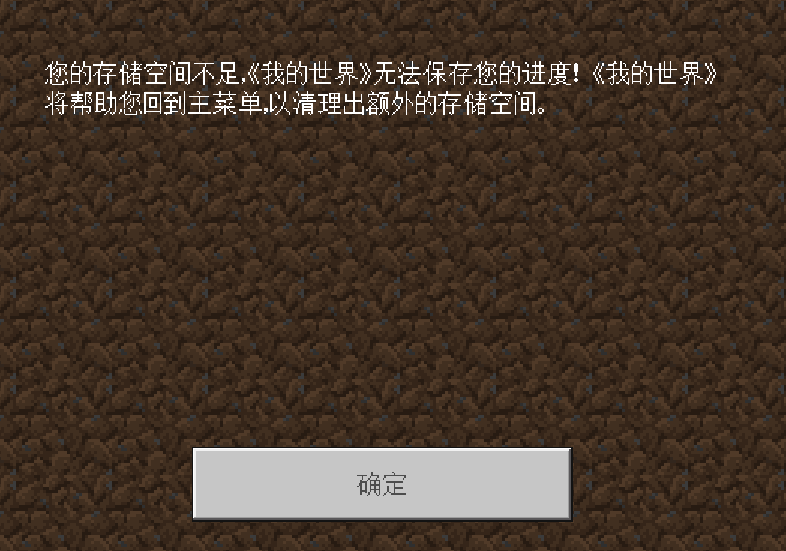 您的存储空间不足,《我的世界》无法保存您的进度!《我的世界》
将帮助您回到主菜单,以清理出额外的存储空间。
确定